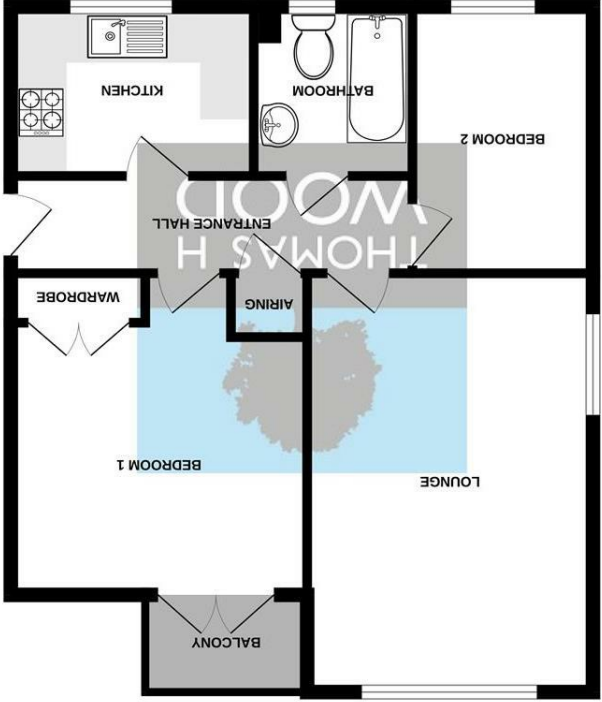 BALCONY
LOUNGE
BEDROOM 1
AIRING
WARDROBE
THOMAS H
WOOD
ENTRANCE HALL
BEDROOM 2
BATHROOM
KITCHEN